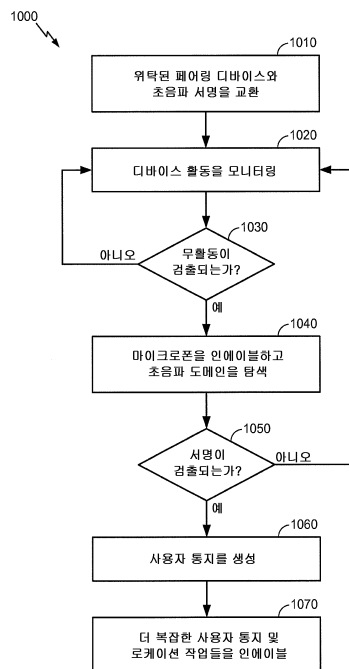 1000
1010
위탁된 페어링 디바이스와
초음파 서명을 교환
1020
디바이스 활동을 모니터링
1030
무활동이
검출되는가?
아니오
예
1040
마이크로폰을 인에이블하고
초음파 도메인을 탐색
1050
서명이
검출되는가?
아니오
예
1060
사용자 통지를 생성
1070
더 복잡한 사용자 통지 및
로케이션 작업들을 인에이블